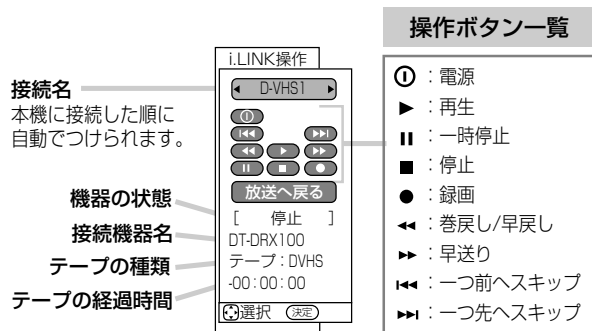 操作ボタン一覧
i.LINK操作
接続名
本機に接続した順に
自動でつけられます。
D-VHS1
放送へ戻る
機器の状態
[ 停止 ]
接続機器名
DT-DRX100
テープの種類
テープ:DVHS
テープの経過時間
-00:00:00
選択 決定
:電源
:再生
:一時停止
:停止
:録画
:巻戻し/早戻し
:早送り
:一つ前へスキップ
:一つ先へスキップ